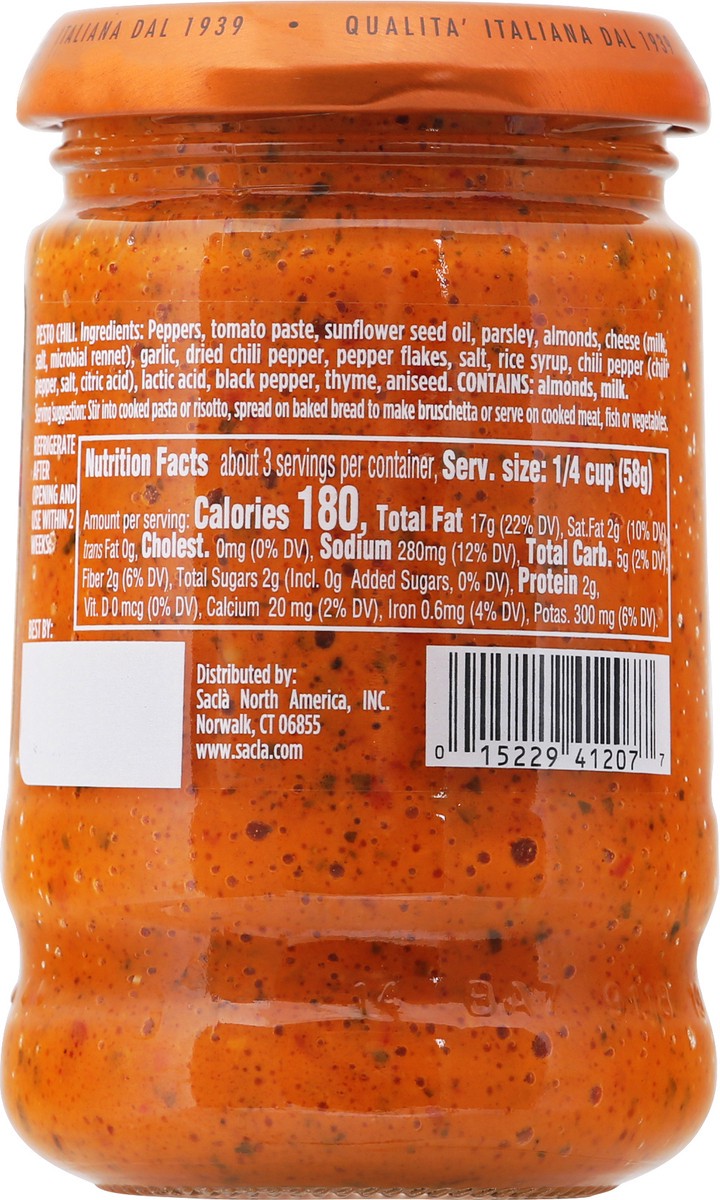 ITALIANA DAL 1939 • QUALITA' ITALIANA DAL 1939
PESTO CHILI. Ingredients: Peppers, tomato paste, sunflower seed oil, parsley, almonds, cheese (milk,
salt, microbial rennet), garlic, dried chili pepper, pepper flakes, salt, rice syrup, chili pepper (chili
pepper, salt, citric acid), lactic acid, black pepper, thyme, aniseed. CONTAINS: almonds, milk.
Serving suggestion: Stir into cooked pasta or risotto, spread on baked bread to make bruschetta or serve on cooked meat, fish or vegetables.
REFRIGERATE
AFTER
OPENING AND
USE WITHIN 2
WEEKS
Nutrition Facts about 3 servings per container, Serv. size: 1/4 cup (58g)
Amount per serving: Calories 180, Total Fat 17g (22% DV), Sat.Fat 2g (10% DV)
trans Fat 0g, Cholest. 0mg (0% DV), Sodium 280mg (12% DV), Total Carb. 5g (2% DV),
Fiber 2g (6% DV), Total Sugars 2g (Incl. 0g Added Sugars, 0% DV), Protein 2g,
Vit. D 0 mcg (0% DV), Calcium 20 mg (2% DV), Iron 0.6mg (4% DV), Potas. 300 mg (6% DV).
BEST BY:
Distributed by:
Saclà North America, INC.
Norwalk, CT 06855
www.sacla.com
0 15229 41207 7